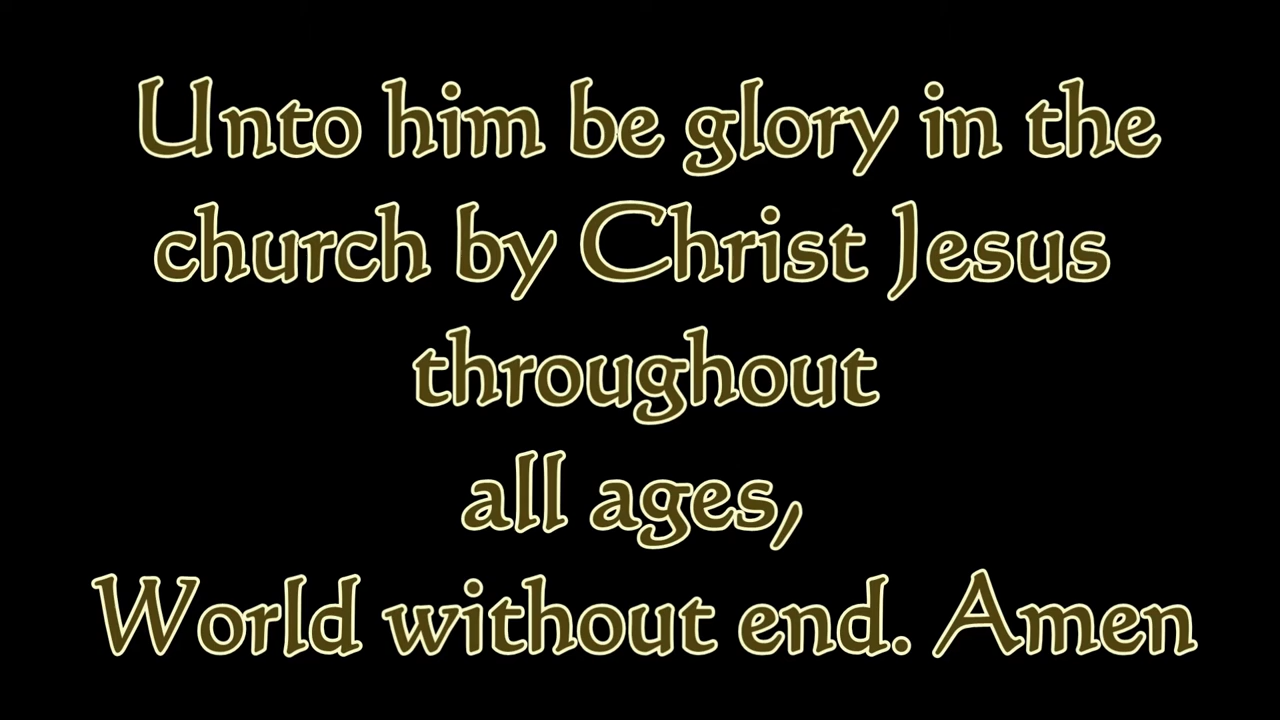 Unto him be glory in the
church by Christ Jesus
throughout
all ages,
World without end. Amen